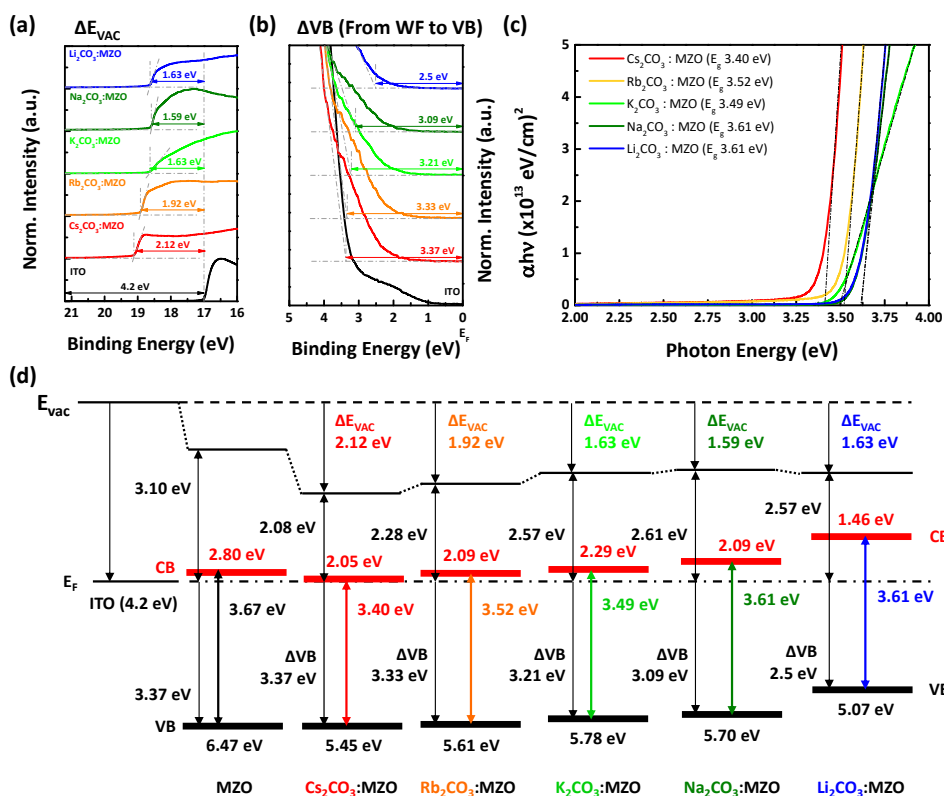 (a)
ΔE_VAC
Li₂CO₃:MZO
1.63 eV
Na₂CO₃:MZO
1.59 eV
K₂CO₃:MZO
1.63 eV
Rb₂CO₃:MZO
1.92 eV
Cs₂CO₃:MZO
2.12 eV
ITO
4.2 eV
Norm. Intensity (a.u.)
21 20 19 18 17 16
Binding Energy (eV)
(b)
ΔVB (From WF to VB)
2.5 eV
3.09 eV
3.21 eV
3.33 eV
3.37 eV
ITO
Norm. Intensity (a.u.)
5 4 3 2 1 0
E_F
Binding Energy (eV)
(c)
Cs₂CO₃ : MZO (E_g 3.40 eV)
Rb₂CO₃ : MZO (E_g 3.52 eV)
K₂CO₃ : MZO (E_g 3.49 eV)
Na₂CO₃ : MZO (E_g 3.61 eV)
Li₂CO₃ : MZO (E_g 3.61 eV)
αhν (x10¹³ eV/cm)²
5
4
3
2
1
0
2.00 2.25 2.50 2.75 3.00 3.25 3.50 3.75 4.00
Photon Energy (eV)
(d)
E_vac
ΔE_VAC ΔE_VAC ΔE_VAC ΔE_VAC ΔE_VAC
2.12 eV 1.92 eV 1.63 eV 1.59 eV 1.63 eV
3.10 eV 2.08 eV 2.28 eV 2.57 eV 2.61 eV 2.57 eV
CB 2.80 eV 2.05 eV 2.09 eV 2.29 eV 2.09 eV 1.46 eV CB
E_F
ITO (4.2 eV)
3.67 eV 3.40 eV 3.52 eV 3.49 eV 3.61 eV 3.61 eV
ΔVB ΔVB ΔVB ΔVB ΔVB
3.37 eV 3.37 eV 3.33 eV 3.21 eV 3.09 eV 2.5 eV
VB VB
6.47 eV 5.45 eV 5.61 eV 5.78 eV 5.70 eV 5.07 eV
MZO Cs₂CO₃:MZO Rb₂CO₃:MZO K₂CO₃:MZO Na₂CO₃:MZO Li₂CO₃:MZO